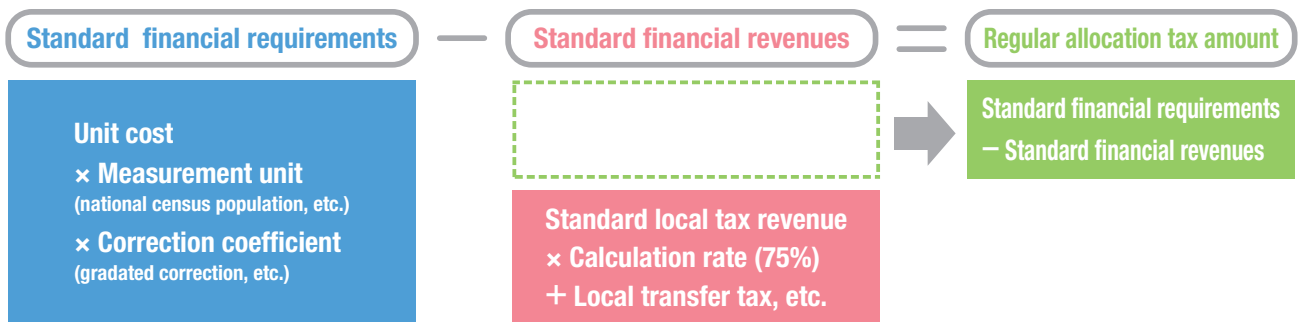 Standard financial requirements — Standard financial revenues = Regular allocation tax amount
Unit cost
× Measurement unit
(national census population, etc.)
× Correction coefficient
(gradated correction, etc.)
Standard local tax revenue
× Calculation rate (75%)
+ Local transfer tax, etc.
Standard financial requirements
− Standard financial revenues